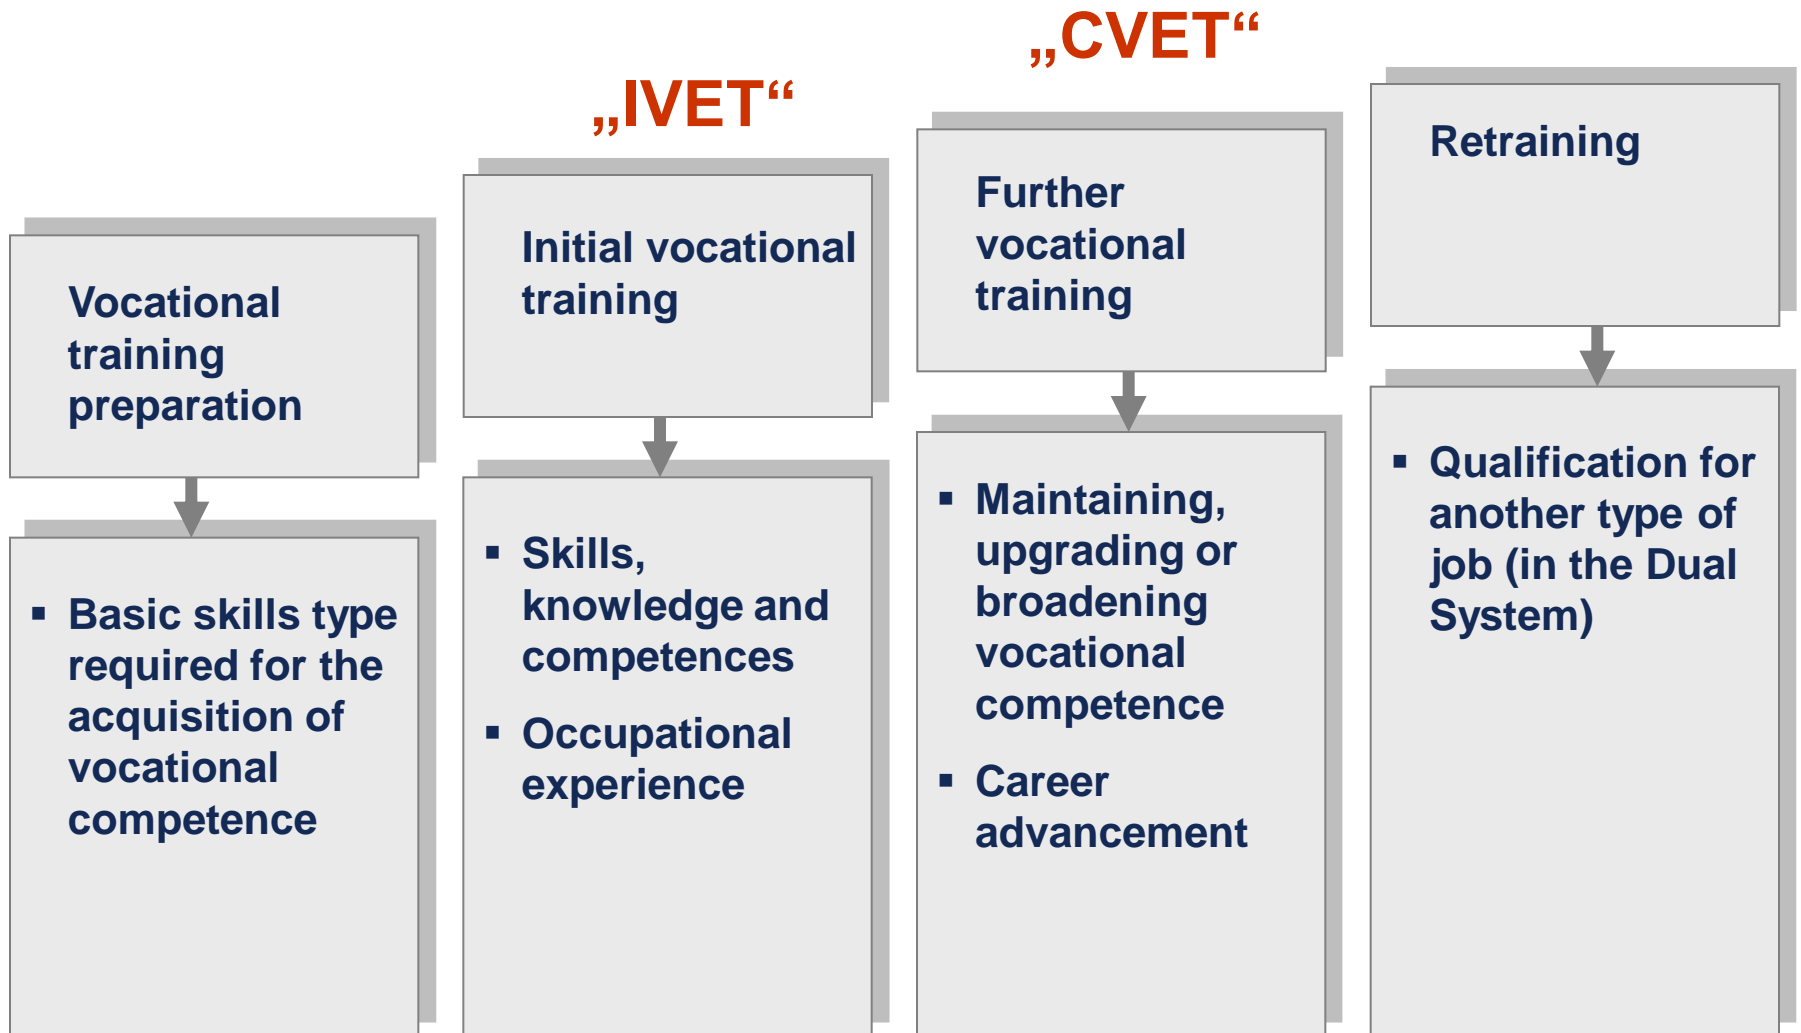 „CVET“
„IVET“
Vocational
training
preparation
▪ Basic skills type
required for the
acquisition of
vocational
competence
Initial vocational
training
▪ Skills,
knowledge and
competences
▪ Occupational
experience
Further
vocational
training
▪ Maintaining,
upgrading or
broadening
vocational
competence
▪ Career
advancement
Retraining
▪ Qualification for
another type of
job (in the Dual
System)